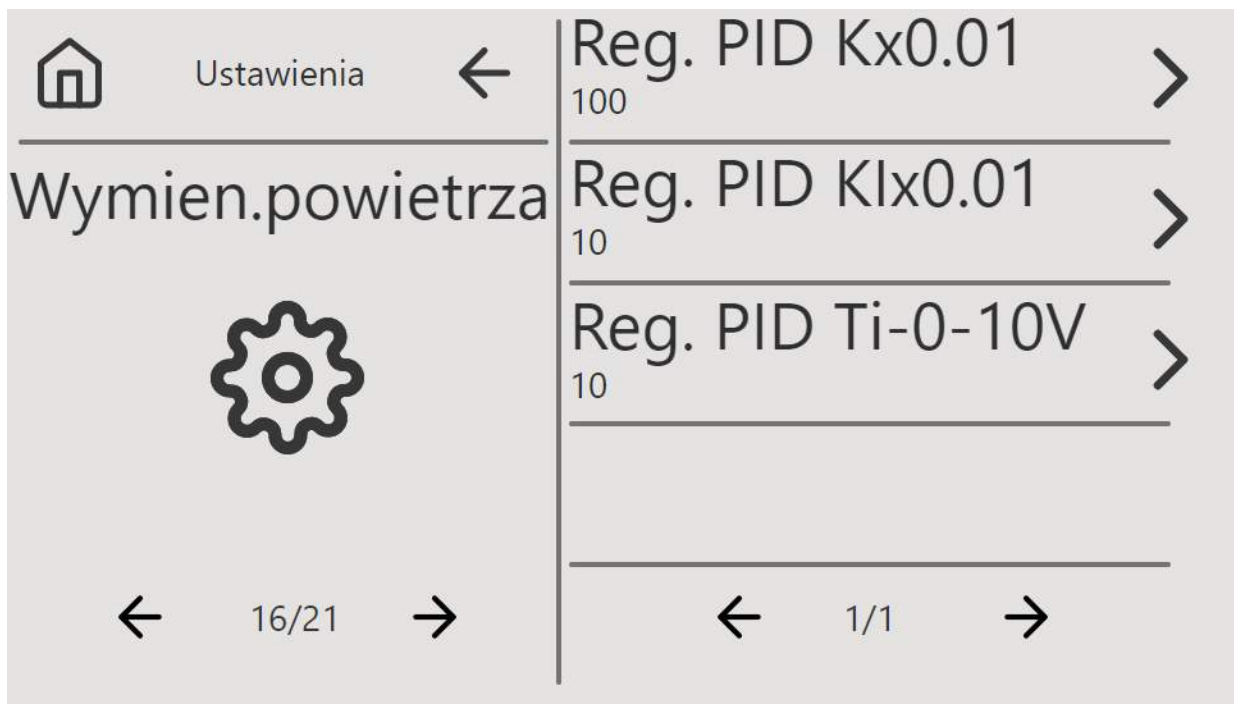 Ustawienia
Wymien.powietrza
16/21
Reg. PID Kx0.01
100
Reg. PID KIx0.01
10
Reg. PID Ti-0-10V
10
1/1